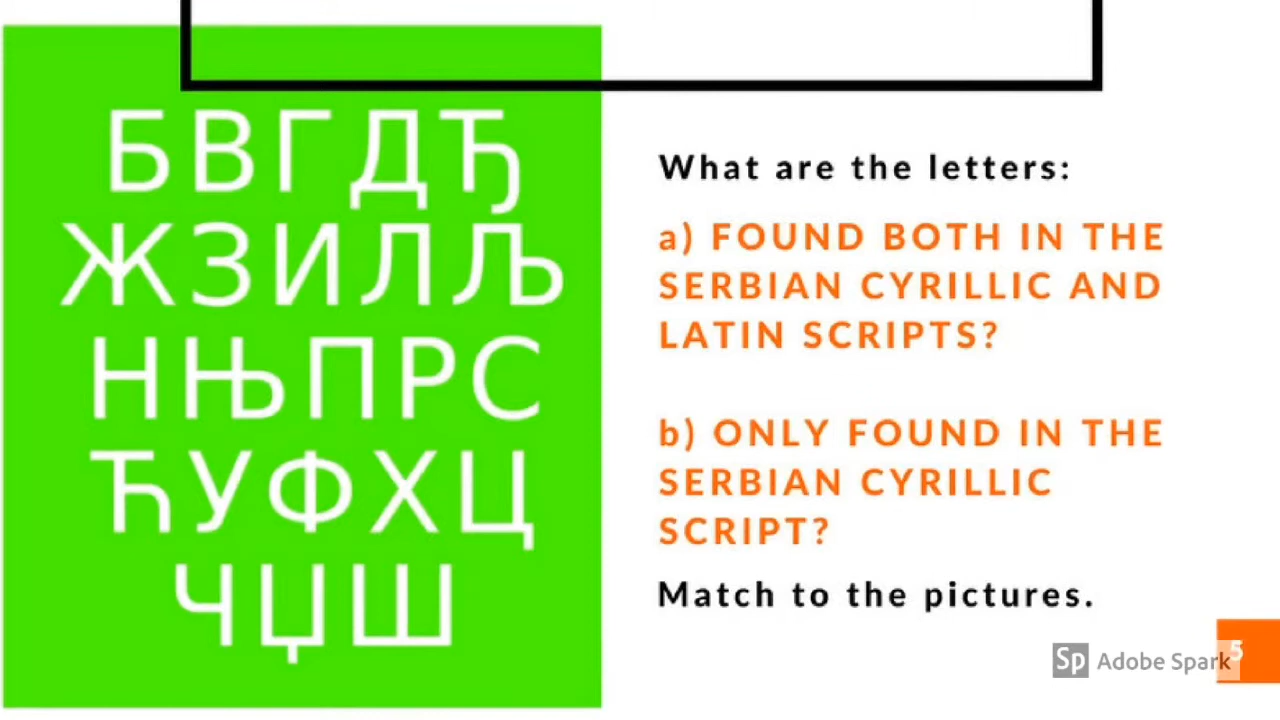 БВГДЂ
ЖЗИЛЉ
НЊПРС
ЋУФХЦ
ЧЏШ
What are the letters:
a) FOUND BOTH IN THE
SERBIAN CYRILLIC AND
LATIN SCRIPTS?
b) ONLY FOUND IN THE
SERBIAN CYRILLIC
SCRIPT?
Match to the pictures.
5
Sp Adobe Spark